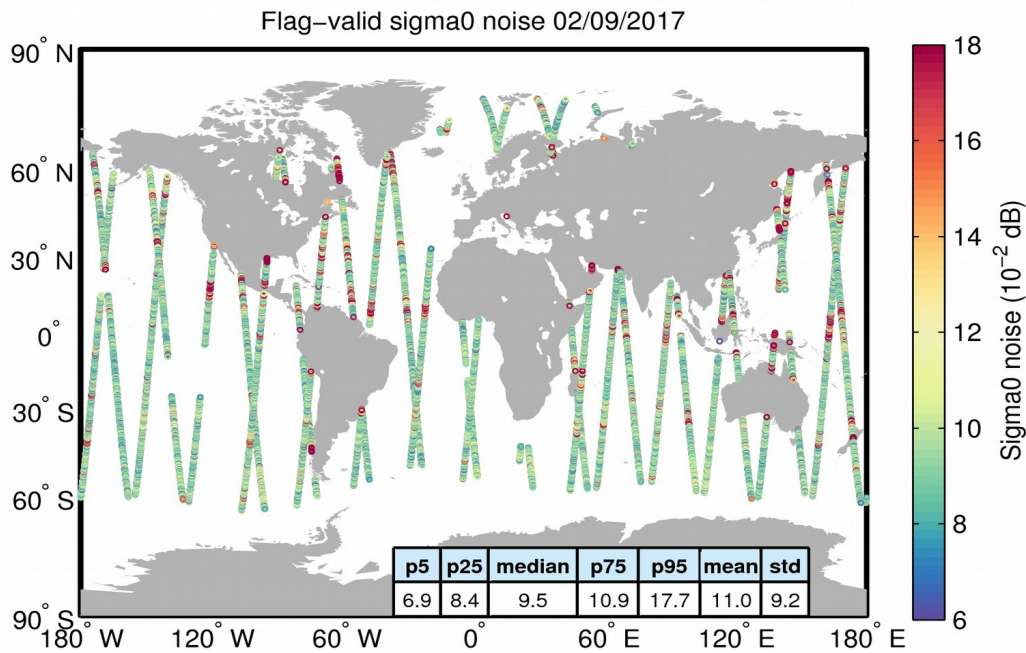 Flag−valid sigma0 noise 02/09/2017
90° N
60° N
30° N
0°
30° S
60° S
90° S
180° W
120° W
60° W
0°
60° E
120° E
180° E
p5 p25 median p75 p95 mean std
6.9 8.4 9.5 10.9 17.7 11.0 9.2
18
16
14
12
10
8
6
Sigma0 noise (10⁻² dB)